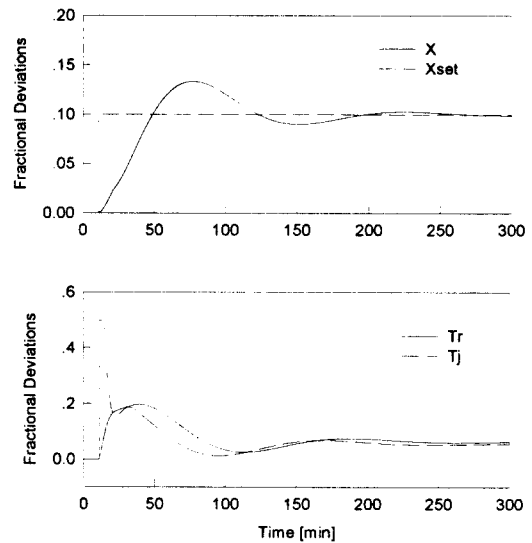 .20
.15
.10
.05
0.00
Fractional Deviations
X
Xset
0 50 100 150 200 250 300
.6
.4
.2
0.0
Fractional Deviations
Tr
Tj
0 50 100 150 200 250 300
Time [min]